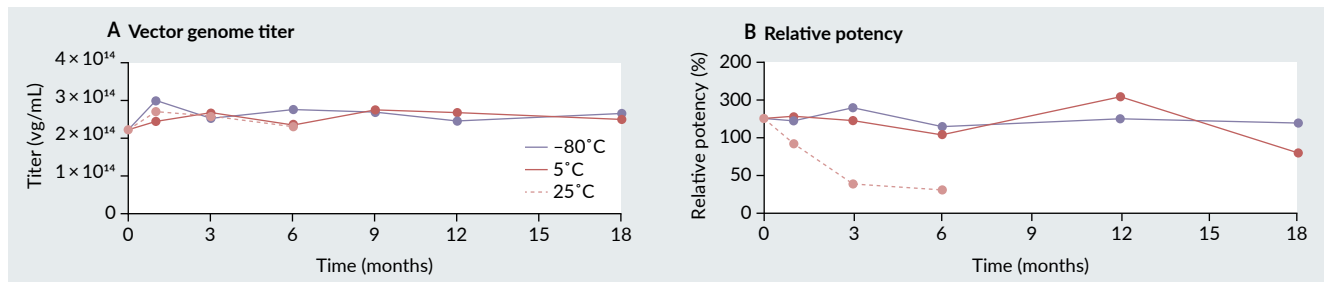 A Vector genome titer
4 × 10¹⁴
3 × 10¹⁴
2 × 10¹⁴
1 × 10¹⁴
0
Titer (vg/mL)
–80˚C
5˚C
25˚C
0 3 6 9 12 15 18
Time (months)
B Relative potency
200
300
100
50
0
Relative potency (%)
0 3 6 9 12 15 18
Time (months)